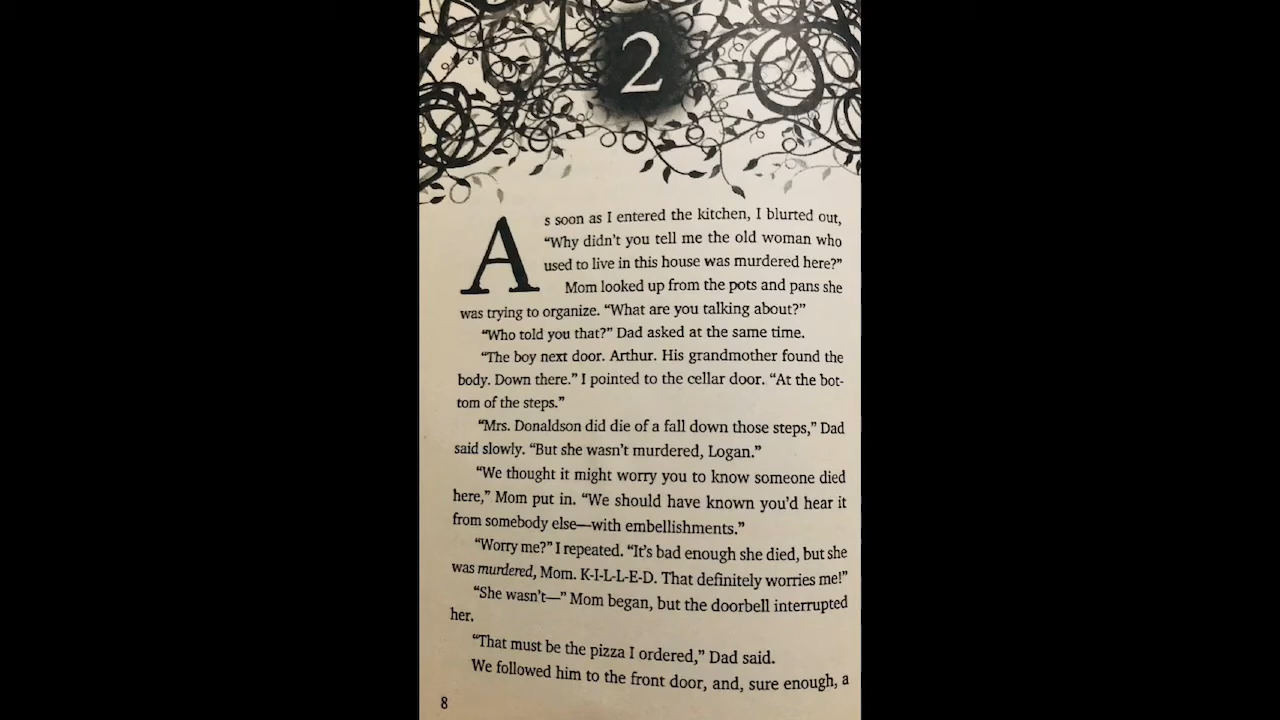 2
As soon as I entered the kitchen, I blurted out,
“Why didn’t you tell me the old woman who
used to live in this house was murdered here?”
Mom looked up from the pots and pans she
was trying to organize. “What are you talking about?”
“Who told you that?” Dad asked at the same time.
“The boy next door. Arthur. His grandmother found the
body. Down there.” I pointed to the cellar door. “At the bot-
tom of the steps.”
“Mrs. Donaldson did die of a fall down those steps,” Dad
said slowly. “But she wasn’t murdered, Logan.”
“We thought it might worry you to know someone died
here,” Mom put in. “We should have known you’d hear it
from somebody else—with embellishments.”
“Worry me?” I repeated. “It’s bad enough she died, but she
was murdered, Mom. K-I-L-L-E-D. That definitely worries me!”
“She wasn’t—” Mom began, but the doorbell interrupted
her.
“That must be the pizza I ordered,” Dad said.
We followed him to the front door, and, sure enough, a
8